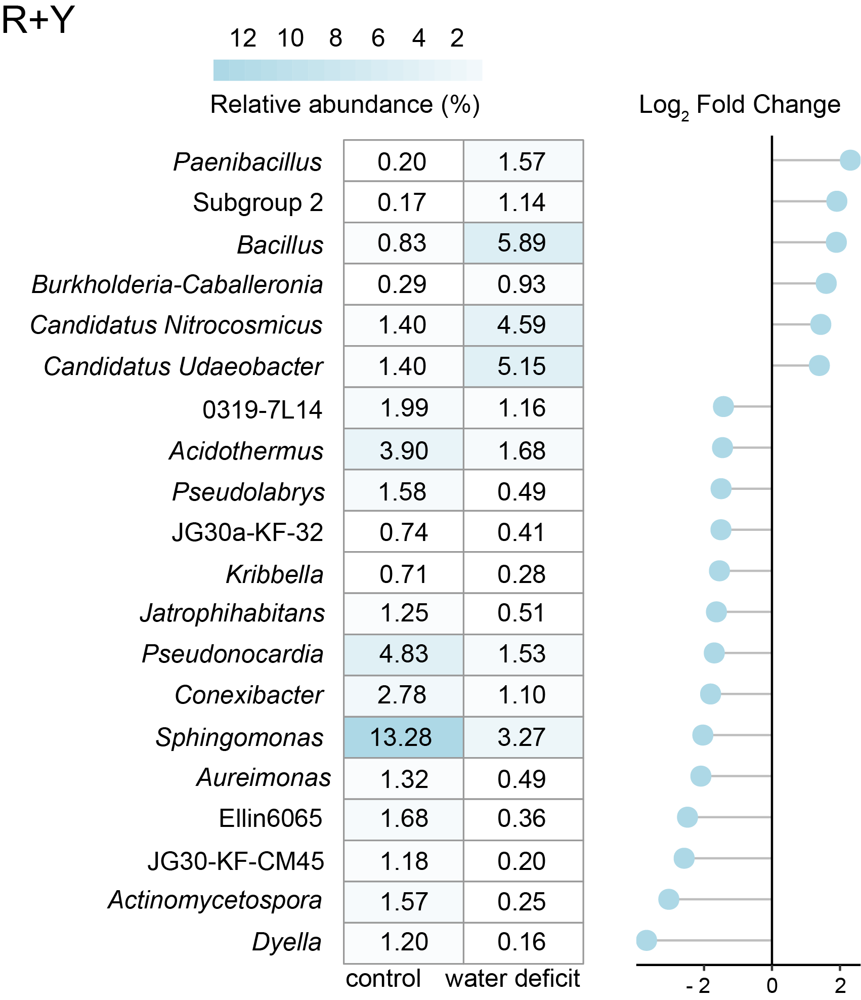 R+Y
12 10 8 6 4 2
Relative abundance (%)
Log2 Fold Change
Paenibacillus 0.20 1.57
Subgroup 2 0.17 1.14
Bacillus 0.83 5.89
Burkholderia-Caballeronia 0.29 0.93
Candidatus Nitrocosmicus 1.40 4.59
Candidatus Udaeobacter 1.40 5.15
0319-7L14 1.99 1.16
Acidothermus 3.90 1.68
Pseudolabrys 1.58 0.49
JG30a-KF-32 0.74 0.41
Kribbella 0.71 0.28
Jatrophihabitans 1.25 0.51
Pseudonocardia 4.83 1.53
Conexibacter 2.78 1.10
Sphingomonas 13.28 3.27
Aureimonas 1.32 0.49
Ellin6065 1.68 0.36
JG30-KF-CM45 1.18 0.20
Actinomycetospora 1.57 0.25
Dyella 1.20 0.16
control water deficit
- 2 0 2